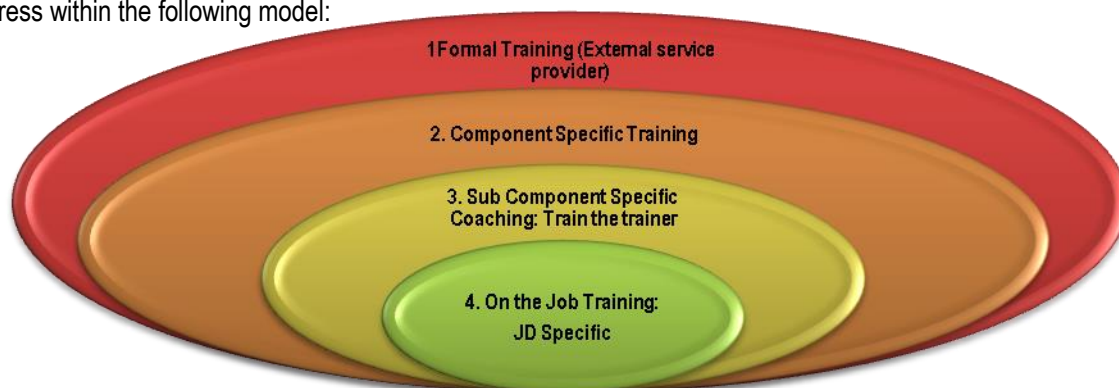 ress within the following model:
1Formal Training (External service
provider)
2. Component Specific Training
3. Sub Component Specific
Coaching: Train the trainer
4. On the Job Training:
JD Specific